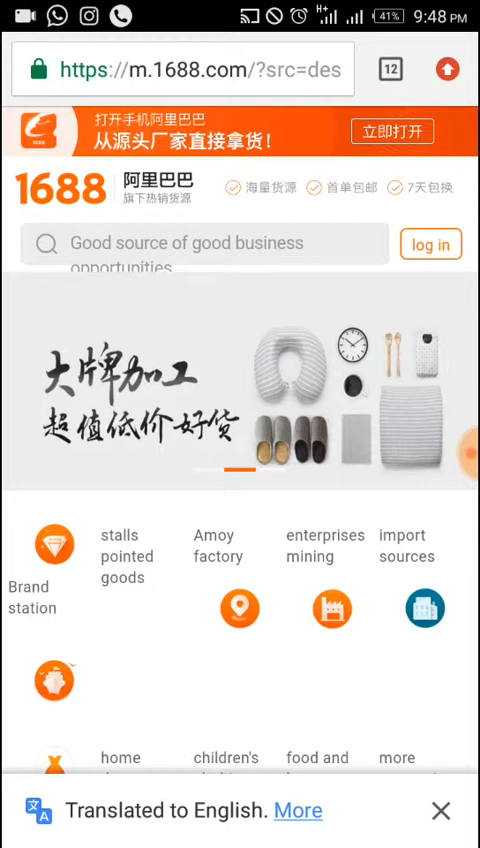 H+
41% 9:48 PM
https://m.1688.com/?src=des
12
打开手机阿里巴巴
从源头厂家直接拿货！
立即打开
1688
阿里巴巴
旗下热销货源
海量货源
首单包邮
7天包换
Good source of good business
opportunities
log in
大牌加工
超值低价好货
Brand
station
stalls
pointed
goods
Amoy
factory
enterprises
mining
import
sources
home
children's
food and
more
Translated to English. More